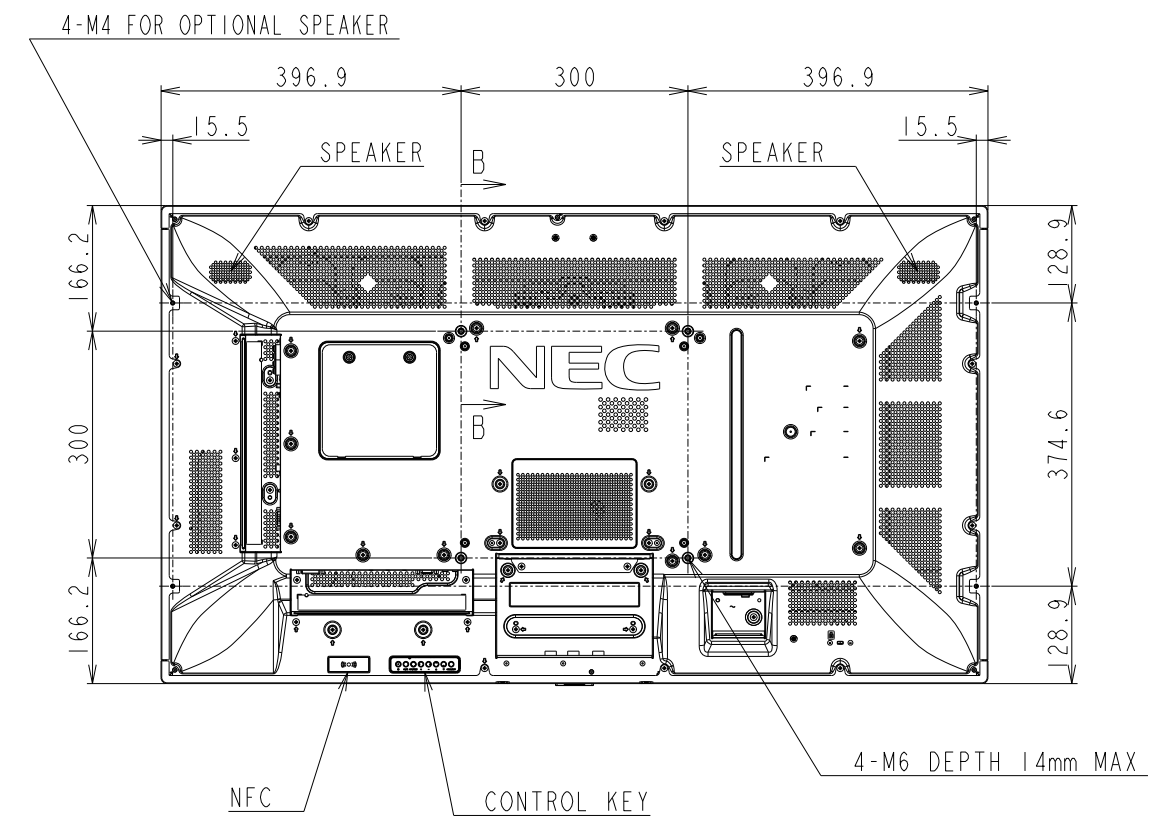 4-M4 FOR OPTIONAL SPEAKER
396.9
300
396.9
15.5
15.5
SPEAKER
B
SPEAKER
166.2
128.9
NEC
B
300
374.6
166.2
128.9
4-M6 DEPTH 14mm MAX
NFC
CONTROL KEY